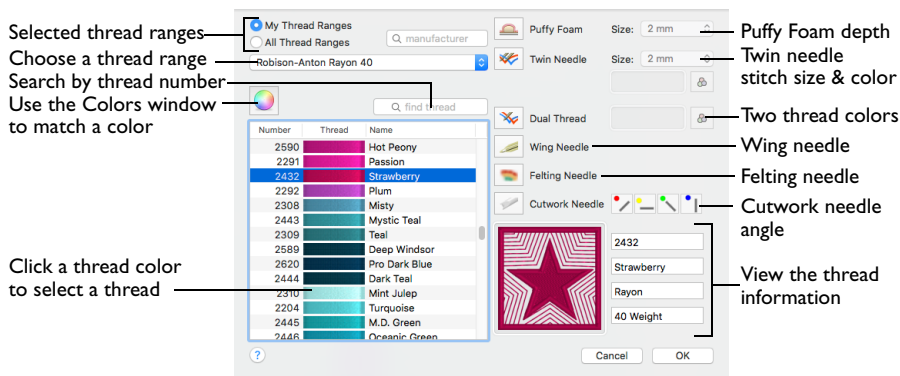 Selected thread ranges
Choose a thread range
Search by thread number
Use the Colors window
to match a color
Click a thread color
to select a thread
My Thread Ranges
All Thread Ranges
manufacturer
Robison-Anton Rayon 40
find thread
Number Thread Name
2590 Hot Peony
2291 Passion
2432 Strawberry
2292 Plum
2308 Misty
2443 Mystic Teal
2309 Teal
2589 Deep Windsor
2620 Pro Dark Blue
2444 Dark Teal
2310 Mint Julep
2204 Turquoise
2445 M.D. Green
2446 Oceanic Green
?
Puffy Foam Size: 2 mm
Twin Needle Size: 2 mm
Dual Thread
Wing Needle
Felting Needle
Cutwork Needle
2432
Strawberry
Rayon
40 Weight
Cancel OK
Puffy Foam depth
Twin needle
stitch size & color
Two thread colors
Wing needle
Felting needle
Cutwork needle
angle
View the thread
information